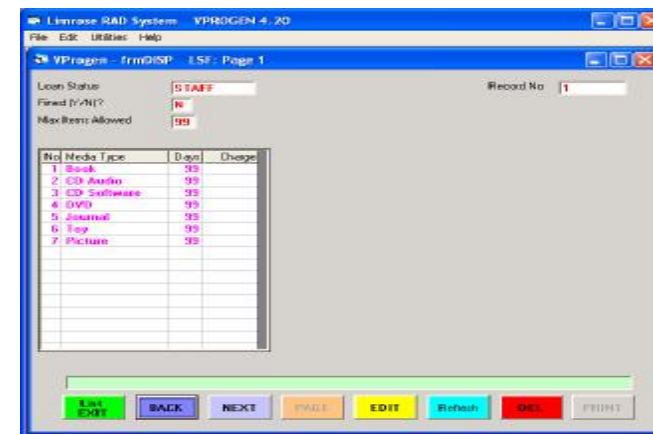 Limrose RAD System VPROGEN 4.20
File Edit Utilities Help
VProgen - frmDISP LSF: Page 1
Loan Status STAFF Record No 1
Fined (Y/N)? N
Max Items Allowed 99
No Media Type Days Charge
1 Book 99
2 CD Audio 99
3 CD Software 99
4 DVD 99
5 Journal 99
6 Toy 99
7 Picture 99
List EXIT BACK NEXT PAGE EDIT Refresh DEL PRINT